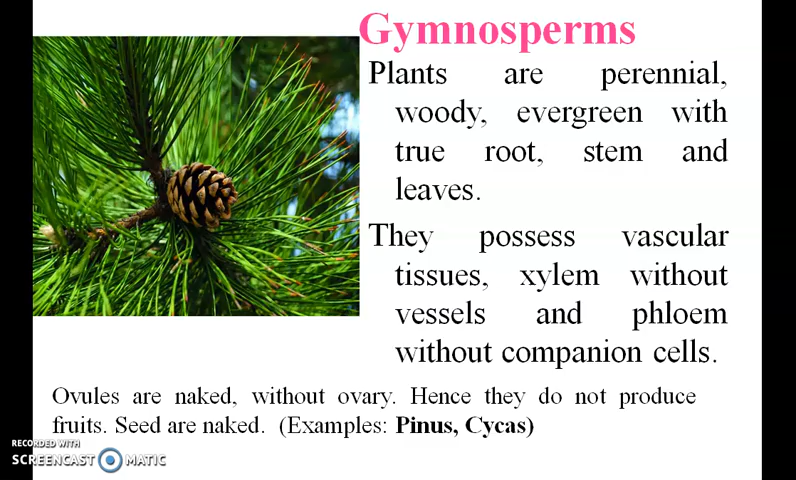 Gymnosperms
Plants are perennial,
woody, evergreen with
true root, stem and
leaves.
They possess vascular
tissues, xylem without
vessels and phloem
without companion cells.
Ovules are naked, without ovary. Hence they do not produce
fruits. Seed are naked. (Examples: Pinus, Cycas)
RECORDED WITH
SCREENCAST MATIC